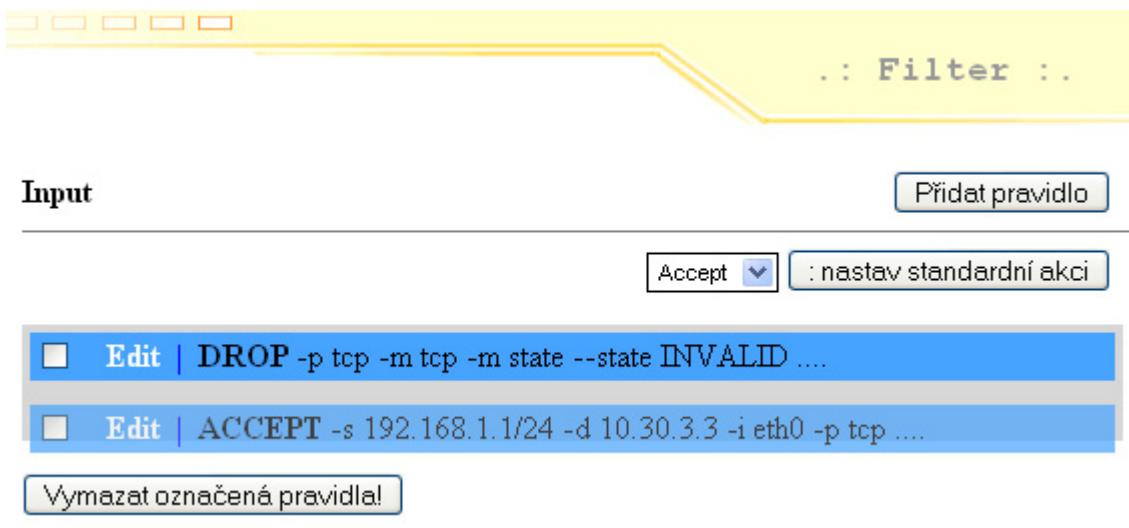 .: Filter :.
Input
Přidat pravidlo
Accept : nastav standardní akci
Edit | DROP -p tcp -m tcp -m state --state INVALID ....
Edit | ACCEPT -s 192.168.1.1/24 -d 10.30.3.3 -i eth0 -p tcp ....
Vymazat označená pravidla!